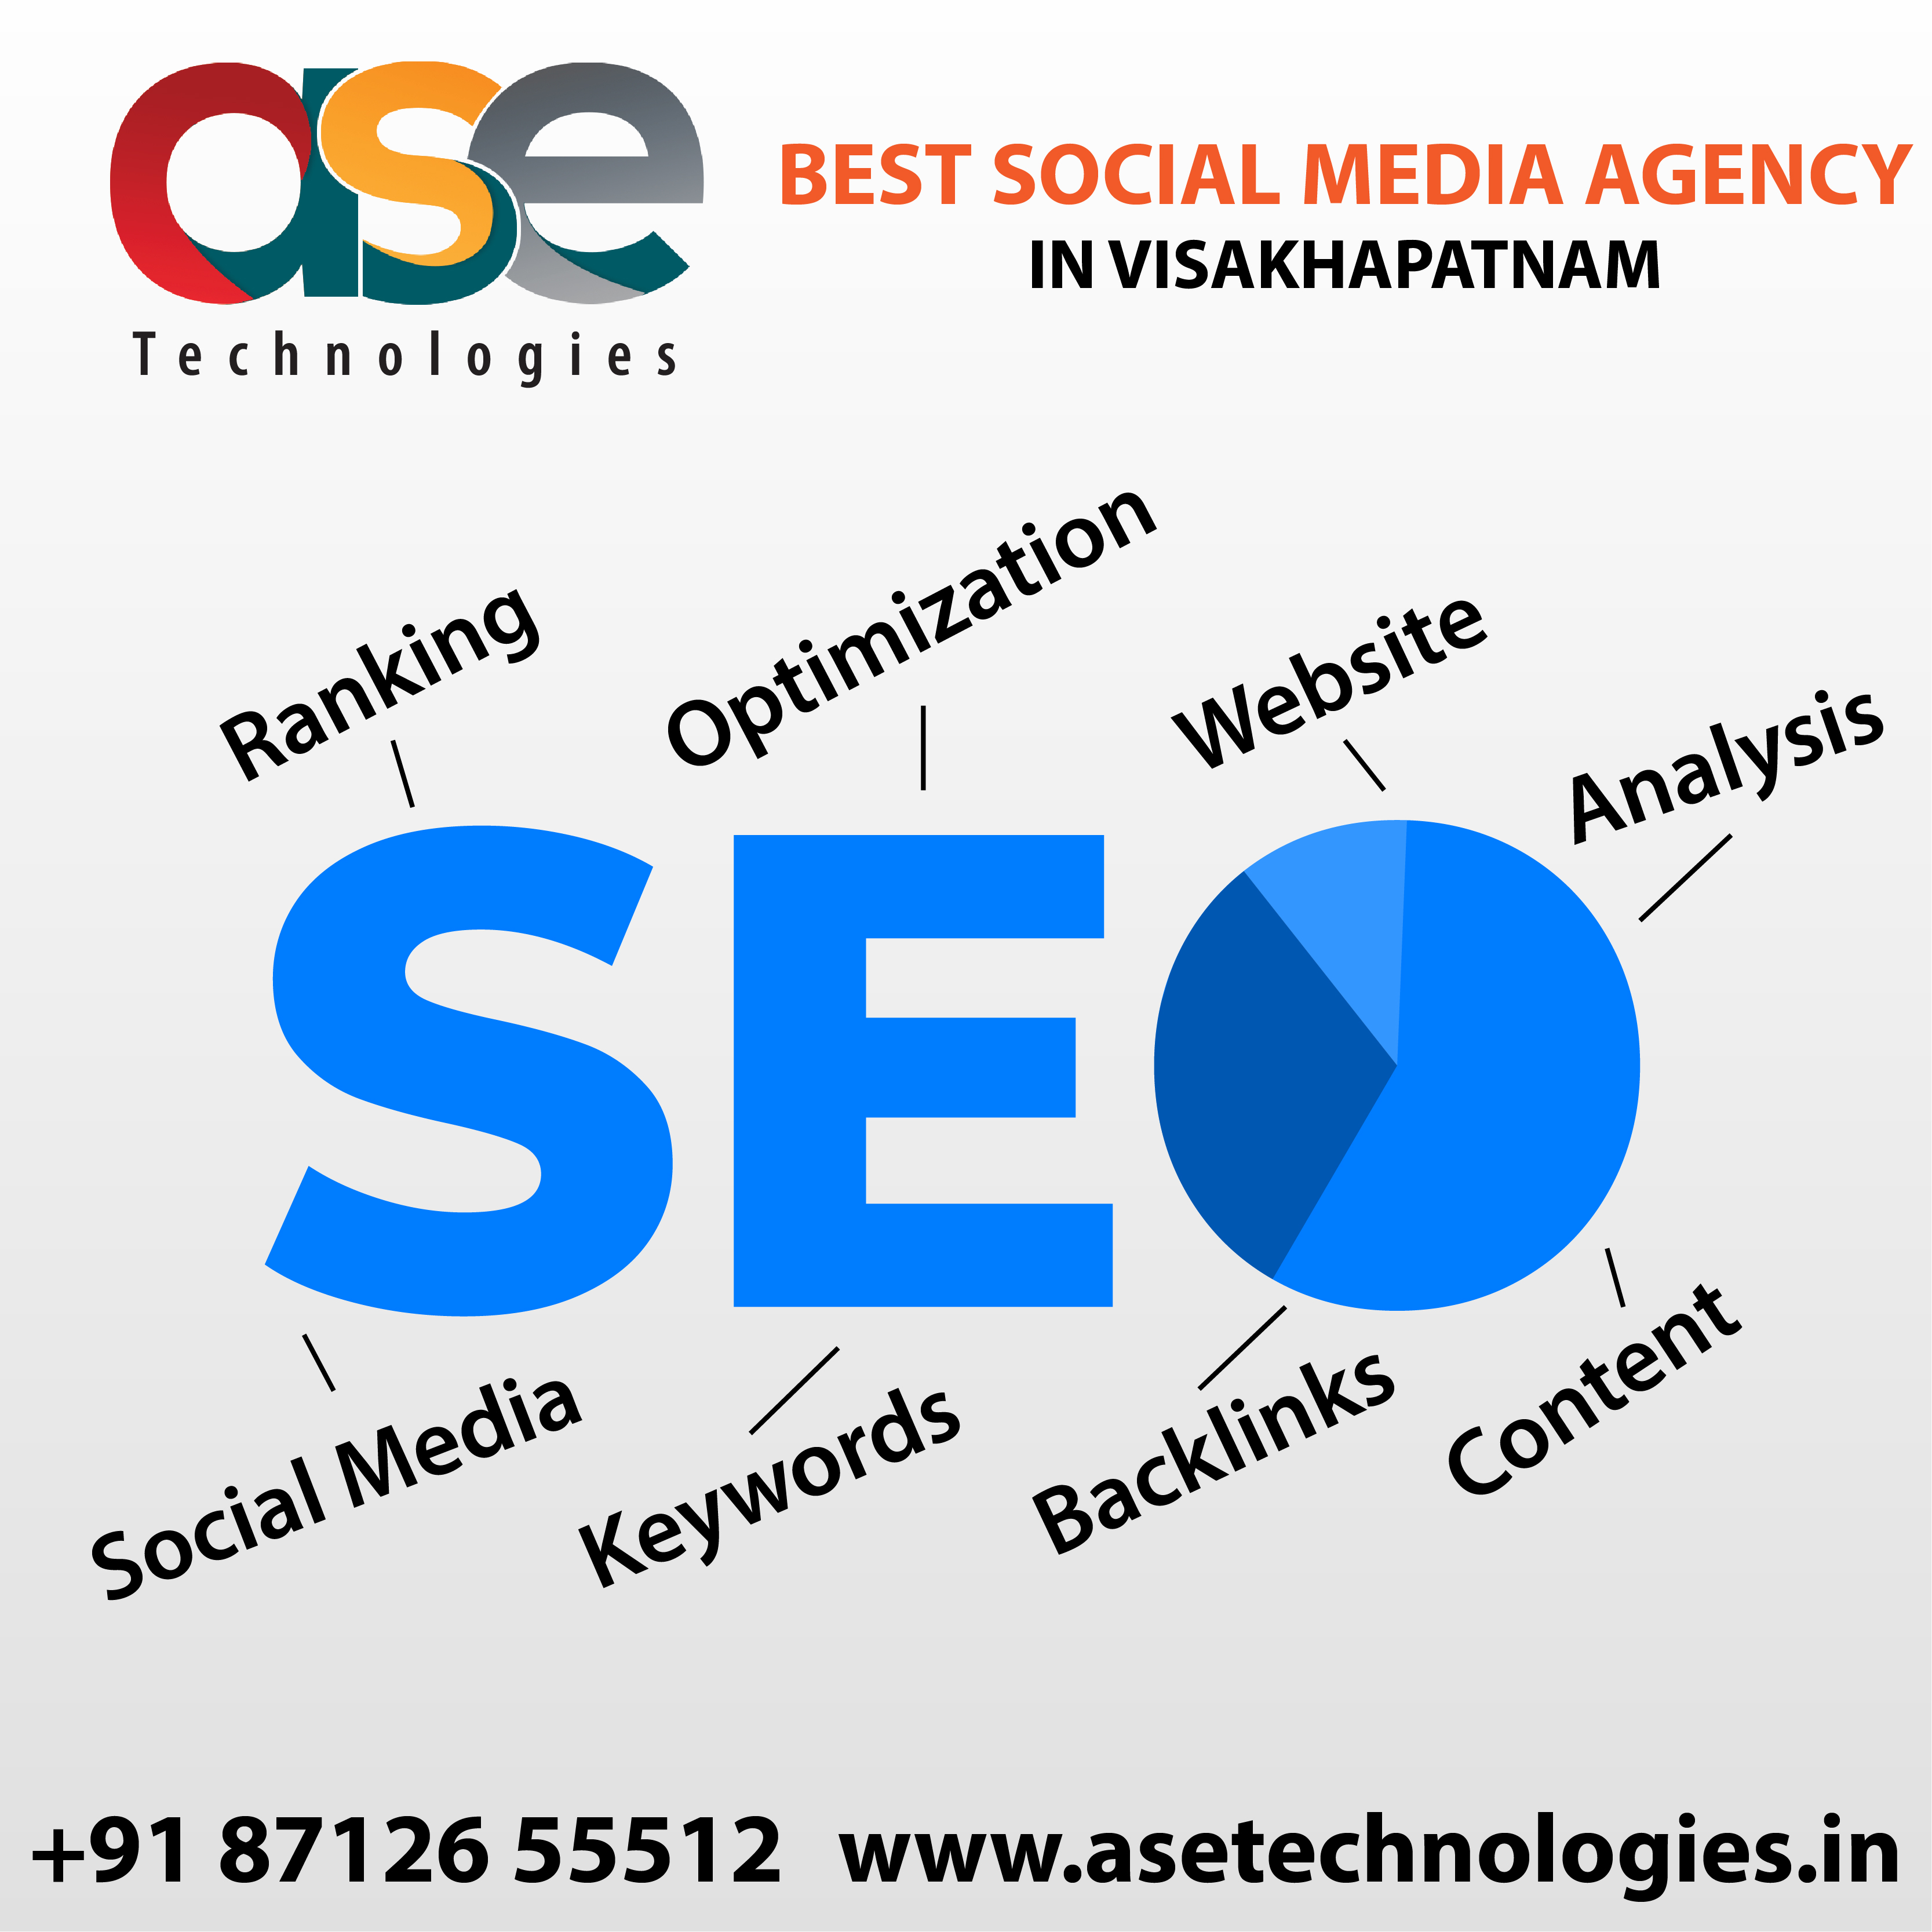 ase
Technologies
BEST SOCIAL MEDIA AGENCY
IN VISAKHAPATNAM
Ranking
Optimization
Website
Analysis
SEO
Social Media
Keywords
Backlinks
Content
+91 87126 55512 www.asetechnologies.in